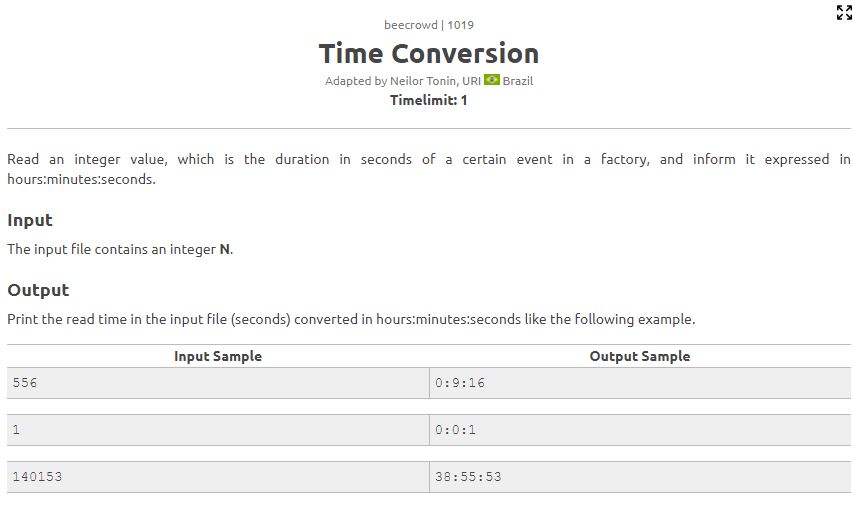 beecrowd | 1019
Time Conversion
Adapted by Neilor Tonin, URI Brazil
Timelimit: 1
Read an integer value, which is the duration in seconds of a certain event in a factory, and inform it expressed in
hours:minutes:seconds.
Input
The input file contains an integer N.
Output
Print the read time in the input file (seconds) converted in hours:minutes:seconds like the following example.
Input Sample Output Sample
556 0:9:16
1 0:0:1
140153 38:55:53